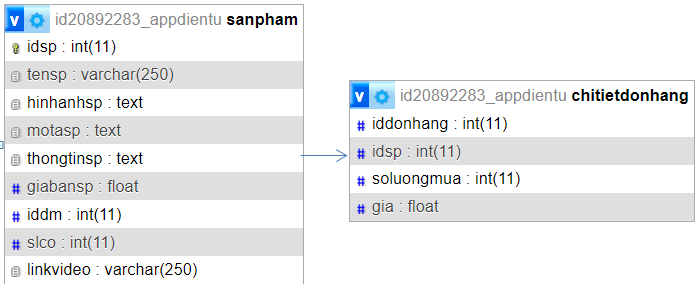 v id20892283_appdientu sanpham
idsp : int(11)
tensp : varchar(250)
hinhanhsp : text
motasp : text
thongtinsp : text
# giabansp : float
# iddm : int(11)
# slco : int(11)
linkvideo : varchar(250)
v id20892283_appdientu chitietdonhang
# iddonhang : int(11)
# idsp : int(11)
# soluongmua : int(11)
# gia : float